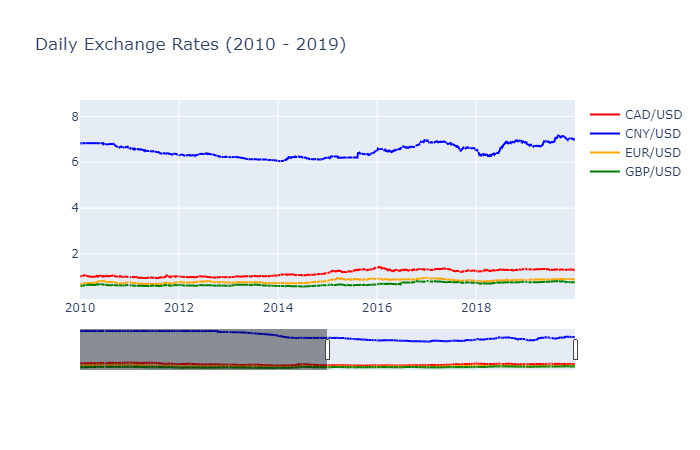 Daily Exchange Rates (2010 - 2019)
8
6
4
2
2010 2012 2014 2016 2018
CAD/USD
CNY/USD
EUR/USD
GBP/USD